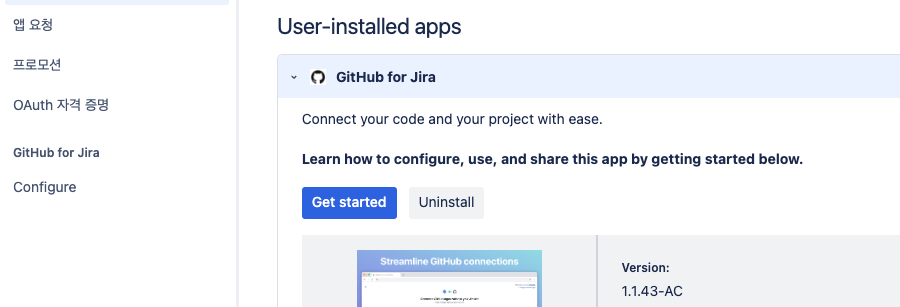 앱 요청
프로모션
OAuth 자격 증명
GitHub for Jira
Configure
User-installed apps
GitHub for Jira
Connect your code and your project with ease.
Learn how to configure, use, and share this app by getting started below.
Get started
Uninstall
Streamline GitHub connections
Version:
1.1.43-AC